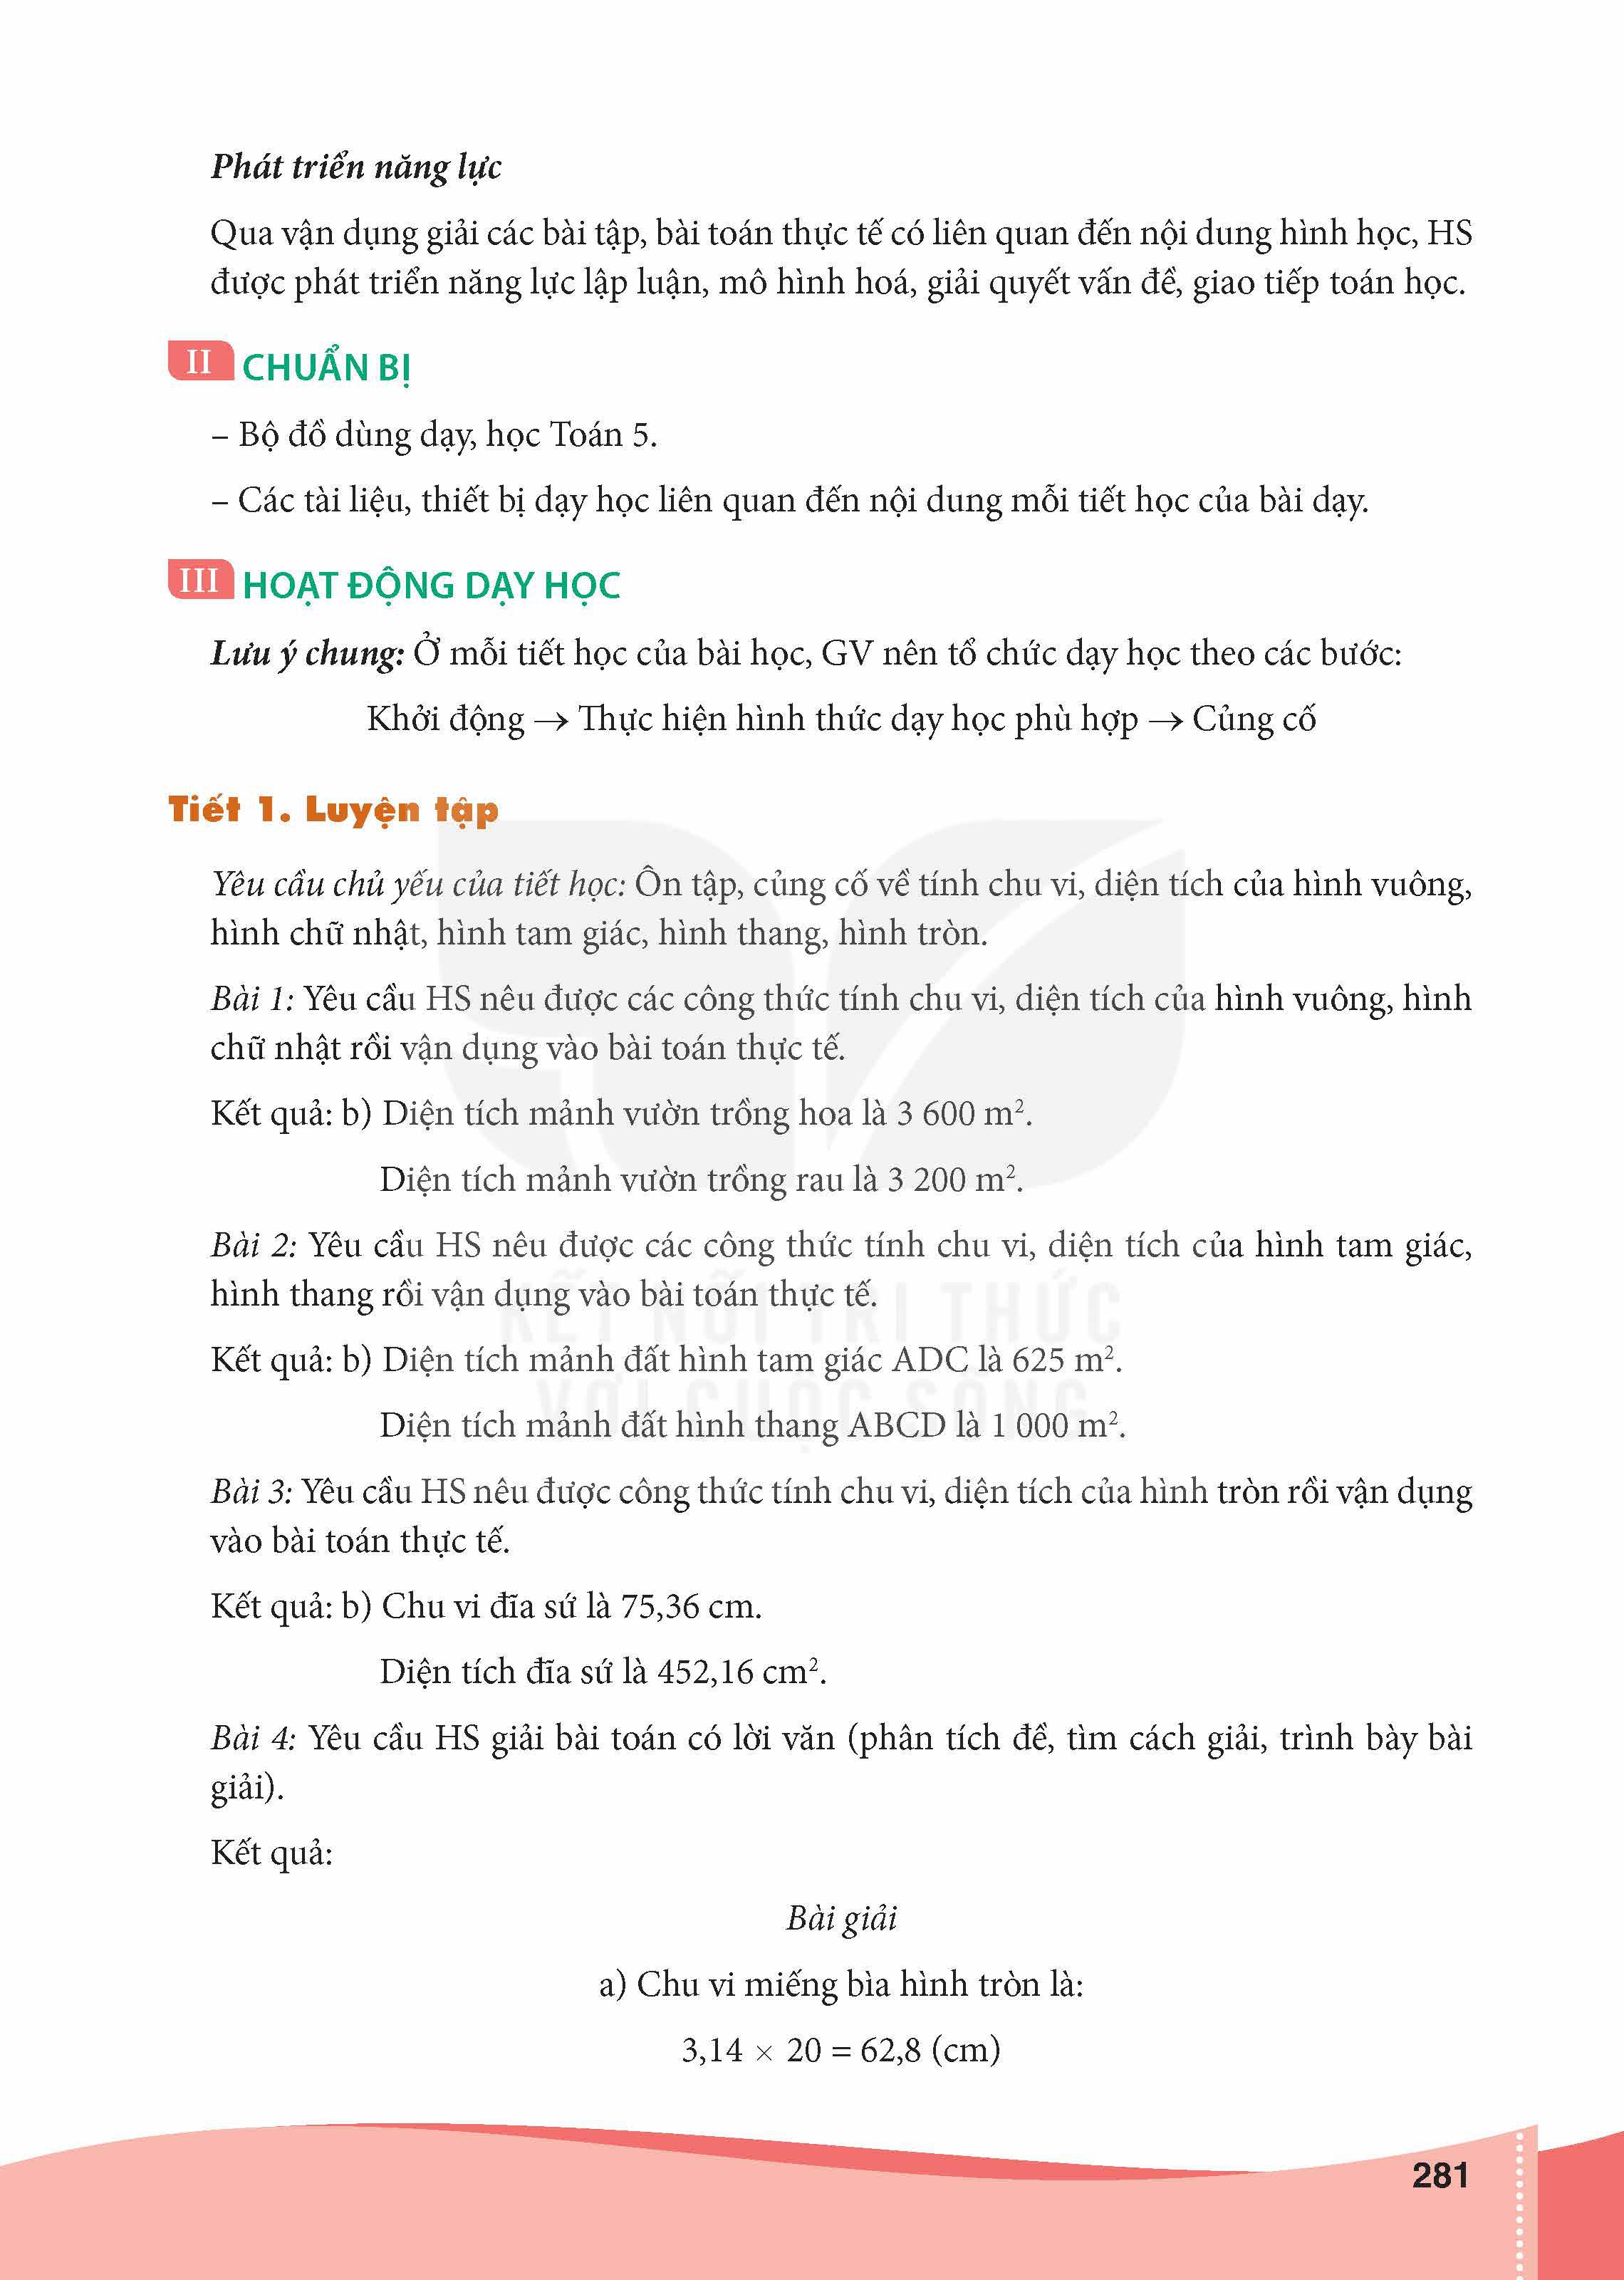 Phát triển năng lực
Qua vận dụng giải các bài tập, bài toán thực tế có liên quan đến nội dung hình học, HS
được phát triển năng lực lập luận, mô hình hoá, giải quyết vấn đề, giao tiếp toán học.
II CHUẨN BỊ
– Bộ đồ dùng dạy, học Toán 5.
– Các tài liệu, thiết bị dạy học liên quan đến nội dung mỗi tiết học của bài dạy.
III HOẠT ĐỘNG DẠY HỌC
Lưu ý chung: Ở mỗi tiết học của bài học, GV nên tổ chức dạy học theo các bước:
Khởi động → Thực hiện hình thức dạy học phù hợp → Củng cố
Tiết 1. Luyện tập
Yêu cầu chủ yếu của tiết học: Ôn tập, củng cố về tính chu vi, diện tích của hình vuông,
hình chữ nhật, hình tam giác, hình thang, hình tròn.
Bài 1: Yêu cầu HS nêu được các công thức tính chu vi, diện tích của hình vuông, hình
chữ nhật rồi vận dụng vào bài toán thực tế.
Kết quả: b) Diện tích mảnh vườn trồng hoa là 3 600 m².
Diện tích mảnh vườn trồng rau là 3 200 m².
Bài 2: Yêu cầu HS nêu được các công thức tính chu vi, diện tích của hình tam giác,
hình thang rồi vận dụng vào bài toán thực tế.
KẾT NỐI TRI THỨC
Kết quả: b) Diện tích mảnh đất hình tam giác ADC là 625 m².
VỚI CUỘC SỐNG
Diện tích mảnh đất hình thang ABCD là 1 000 m².
Bài 3: Yêu cầu HS nêu được công thức tính chu vi, diện tích của hình tròn rồi vận dụng
vào bài toán thực tế.
Kết quả: b) Chu vi đĩa sứ là 75,36 cm.
Diện tích đĩa sứ là 452,16 cm².
Bài 4: Yêu cầu HS giải bài toán có lời văn (phân tích đề, tìm cách giải, trình bày bài
giải).
Kết quả:
Bài giải
a) Chu vi miếng bìa hình tròn là:
3,14 × 20 = 62,8 (cm)
281